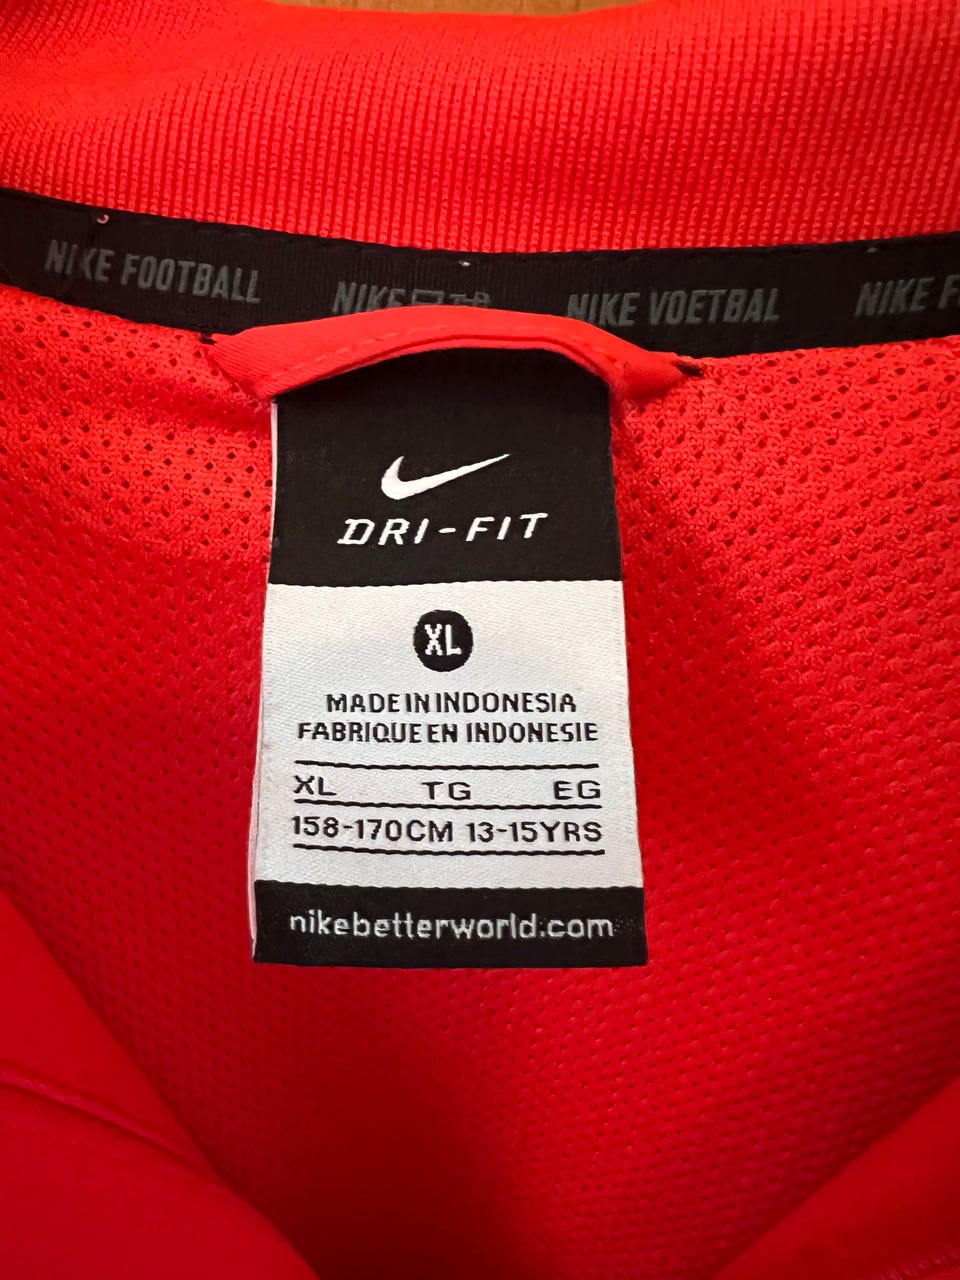 NIKE FOOTBALL
NIKE
NIKE VOETBAL
NIKE
DRI-FIT
XL
MADE IN INDONESIA
FABRIQUE EN INDONESIE
XL TG EG
158-170CM 13-15YRS
nikebetterworld.com